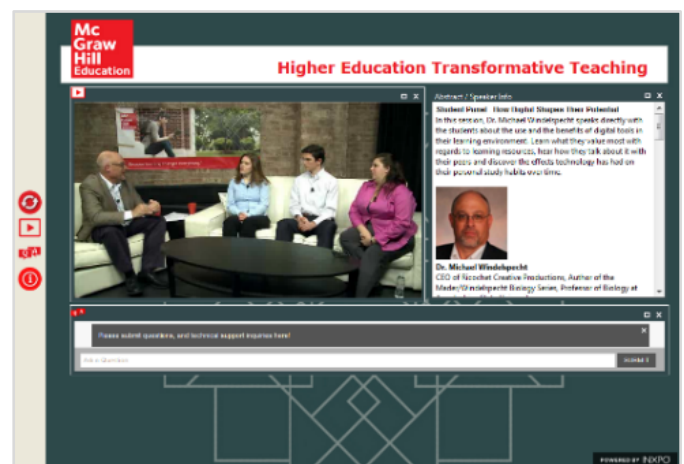 Mc
Graw
Hill
Education
Higher Education Transformative Teaching
Abstract / Speaker Info
Student Panel: How Digital Shapes Their Potential
In this session, Dr. Michael Windelspecht speaks directly with
the students about the use and the benefits of digital tools in
their learning environment. Learn what they value most with
regards to learning resources, hear how they talk about it with
their peers and discover the effects technology has had on
their personal study habits over time.
Dr. Michael Windelspecht
CEO of Ricochet Creative Productions, Author of the
Mader/Windelspecht Biology Series, Professor of Biology at
Q A
Please submit questions, and technical support inquires here!
Ask a Question
SUBMIT
POWERED BY INXPO